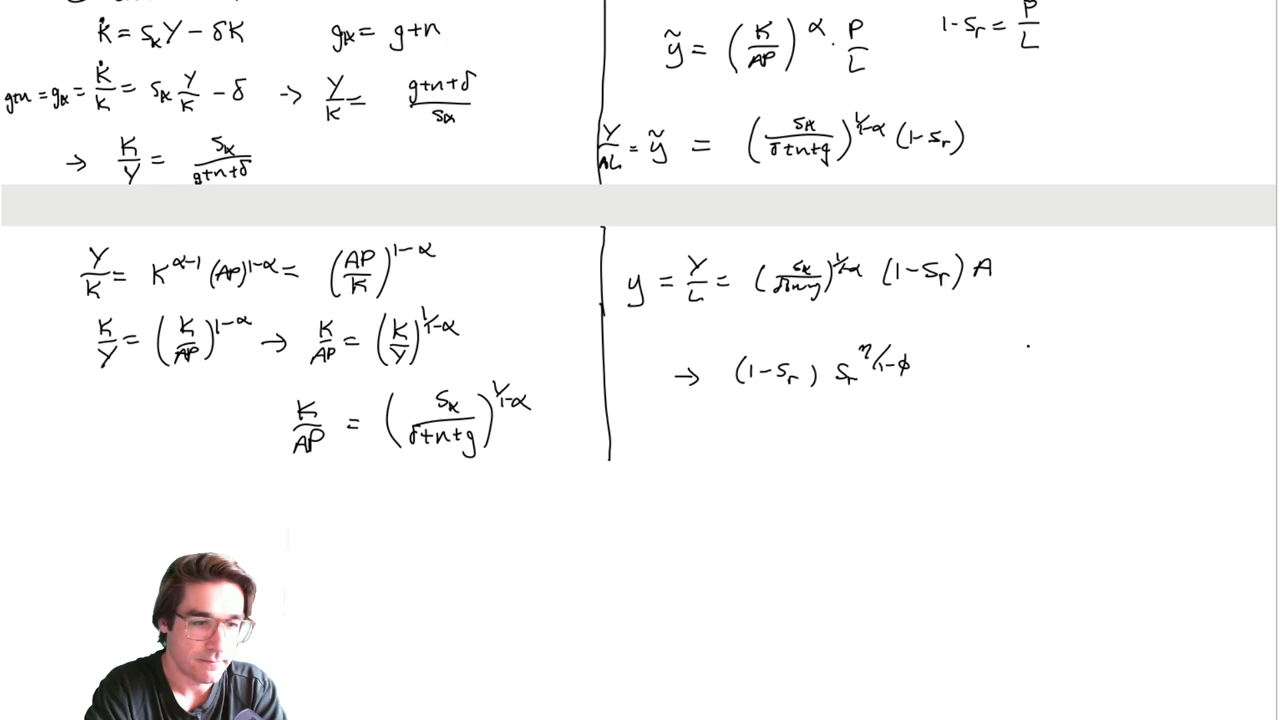 K̇ = s_K Y − δK    g_K = g+n
g+n = g_K = K̇/K = s_K Y/K − δ → Y/K = (g+n+δ)/s_K
→ K/Y = s_K/(g+n+δ)
Y/K = K^(α−1) (AP)^(1−α) = (AP/K)^(1−α)
K/Y = (K/AP)^(1−α) → K/AP = (K/Y)^(1/1−α)
K/AP = (s_K/(δ+n+g))^(1/1−α)
ỹ = (K/AP)^α · P/L    1−s_r = P/L
Y/AL = ỹ = (s_K/(δ+n+g))^(1/1−α) (1−s_r)
y = Y/L = (s_K/(δ+n+g))^(1/1−α) (1−s_r) A
→ (1−s_r) s_r^(η/1−φ)